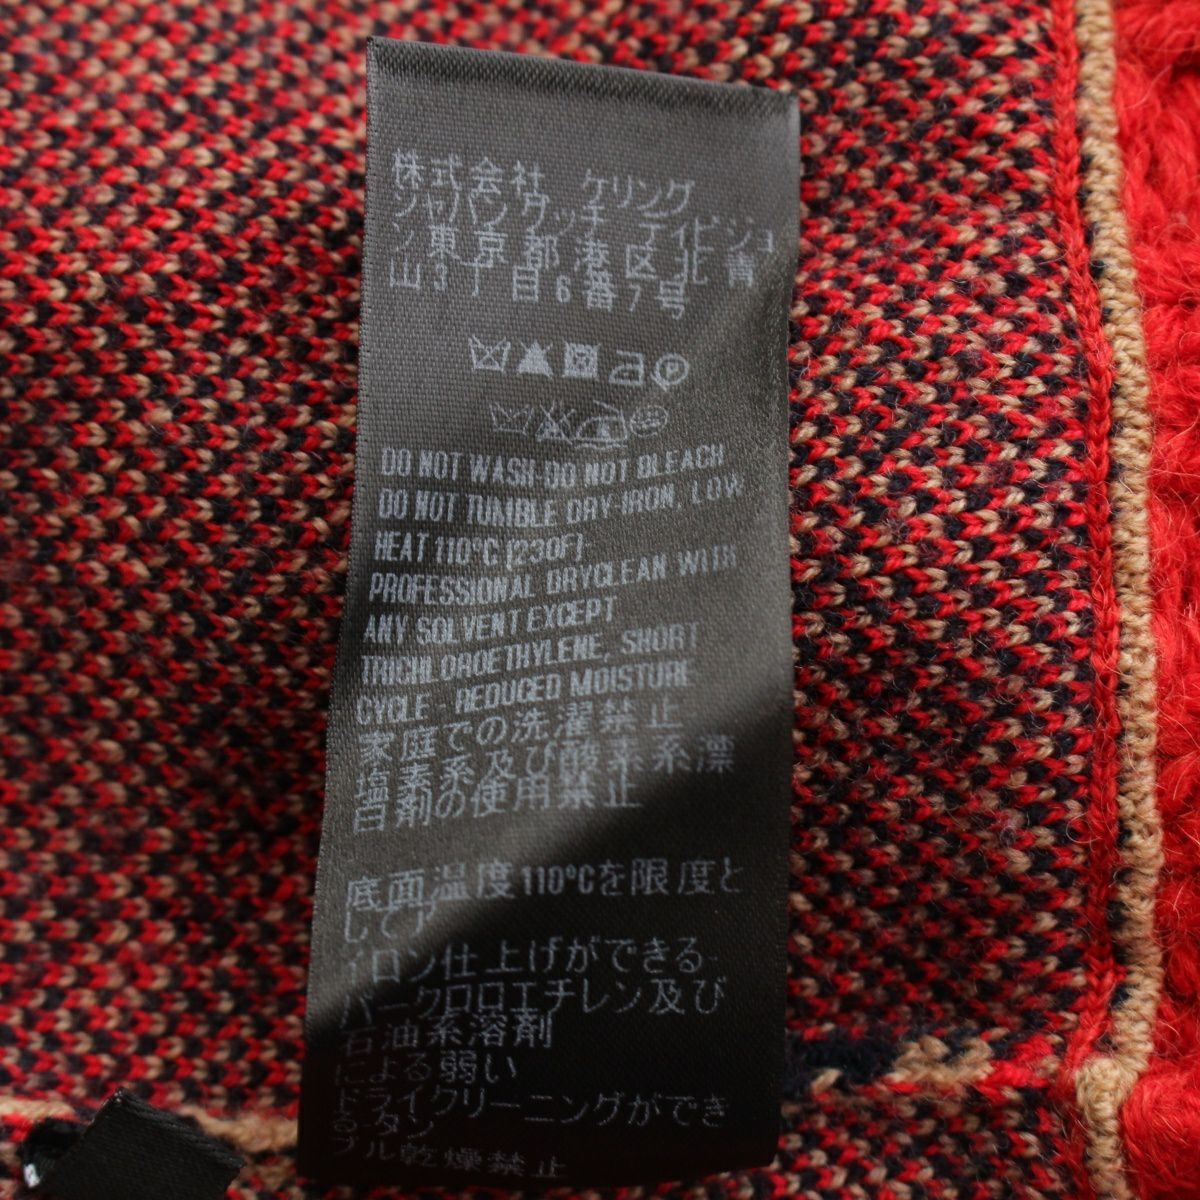 株式会社 ケリング
ジャパン グッチ ディビジョ
ン東京都港区北青
山3丁目6番7号
P
DO NOT WASH-DO NOT BLEACH
DO NOT TUMBLE DRY-IRON, LOW
HEAT 110ºC (230F)-
PROFESSIONAL DRYCLEAN WITH
ANY SOLVENT EXCEPT
TRICHLOROETHYLENE, SHORT
CYCLE - REDUCED MOISTURE
家庭での洗濯禁止
塩素系及び酸素系漂
白剤の使用禁止
底面温度110ºCを限度と
して
イロン仕上げができる
パークロロエチレン及び
石油系溶剤
による弱い
ドライクリーニングができ
る タン
ブル乾燥禁止